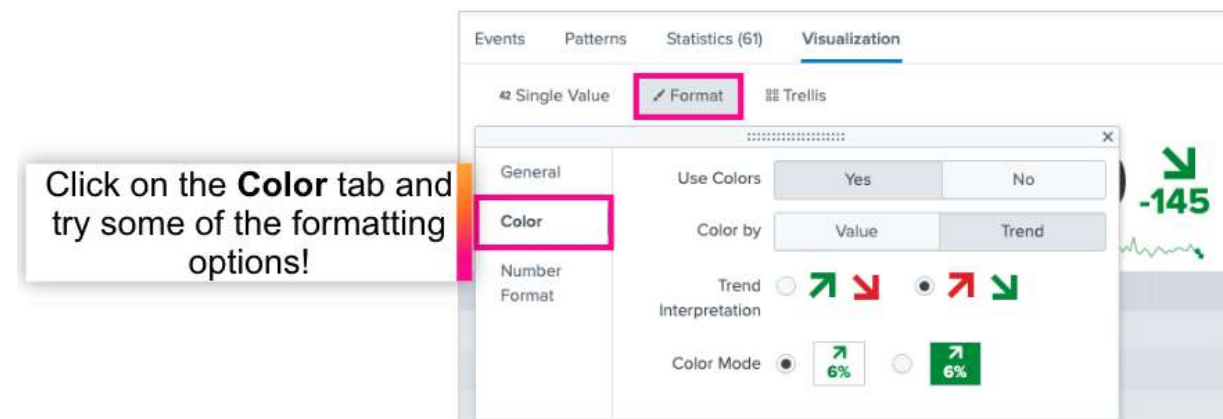 Events Patterns Statistics (61) Visualization
42 Single Value Format Trellis
Click on the Color tab and
try some of the formatting
options!
General
Color
Number
Format
Use Colors Yes No
Color by Value Trend
Trend
Interpretation
Color Mode 6% 6%
-145